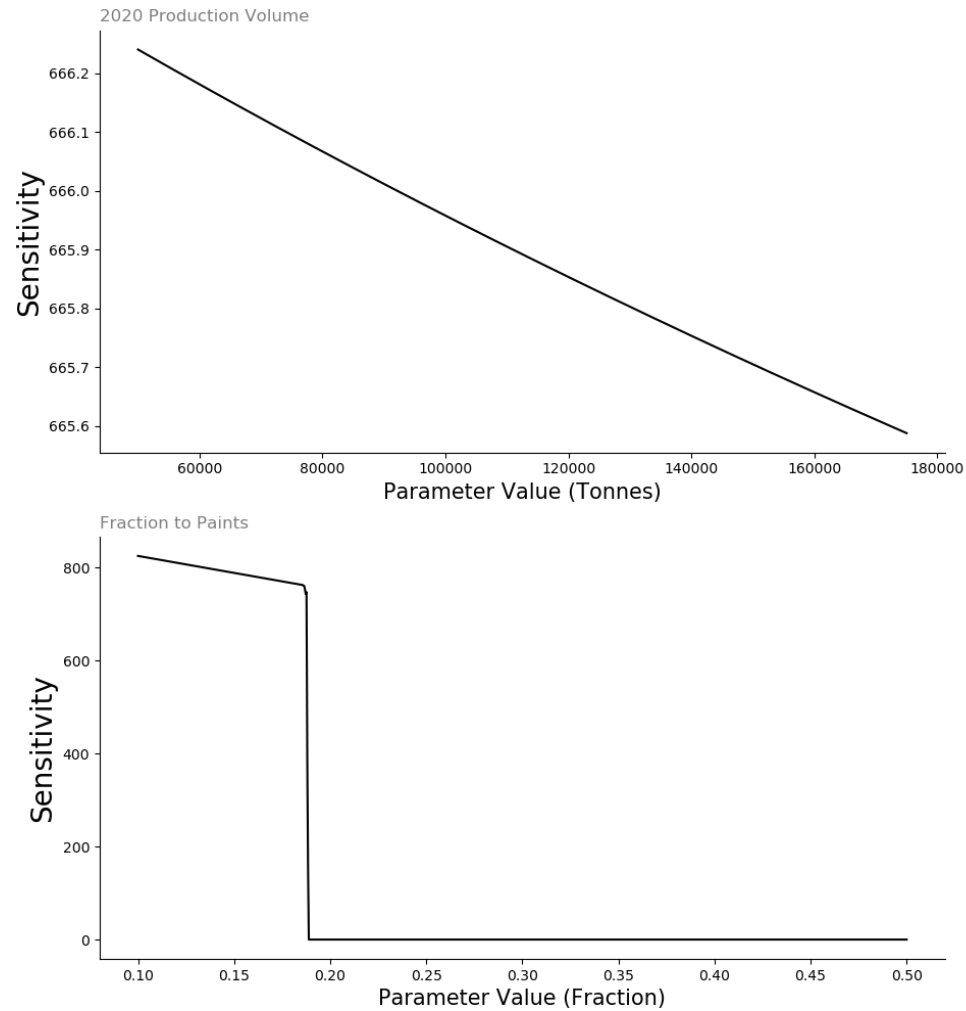 2020 Production Volume
Sensitivity
666.2
666.1
666.0
665.9
665.8
665.7
665.6
60000 80000 100000 120000 140000 160000 180000
Parameter Value (Tonnes)
Fraction to Paints
Sensitivity
800
600
400
200
0
0.10 0.15 0.20 0.25 0.30 0.35 0.40 0.45 0.50
Parameter Value (Fraction)